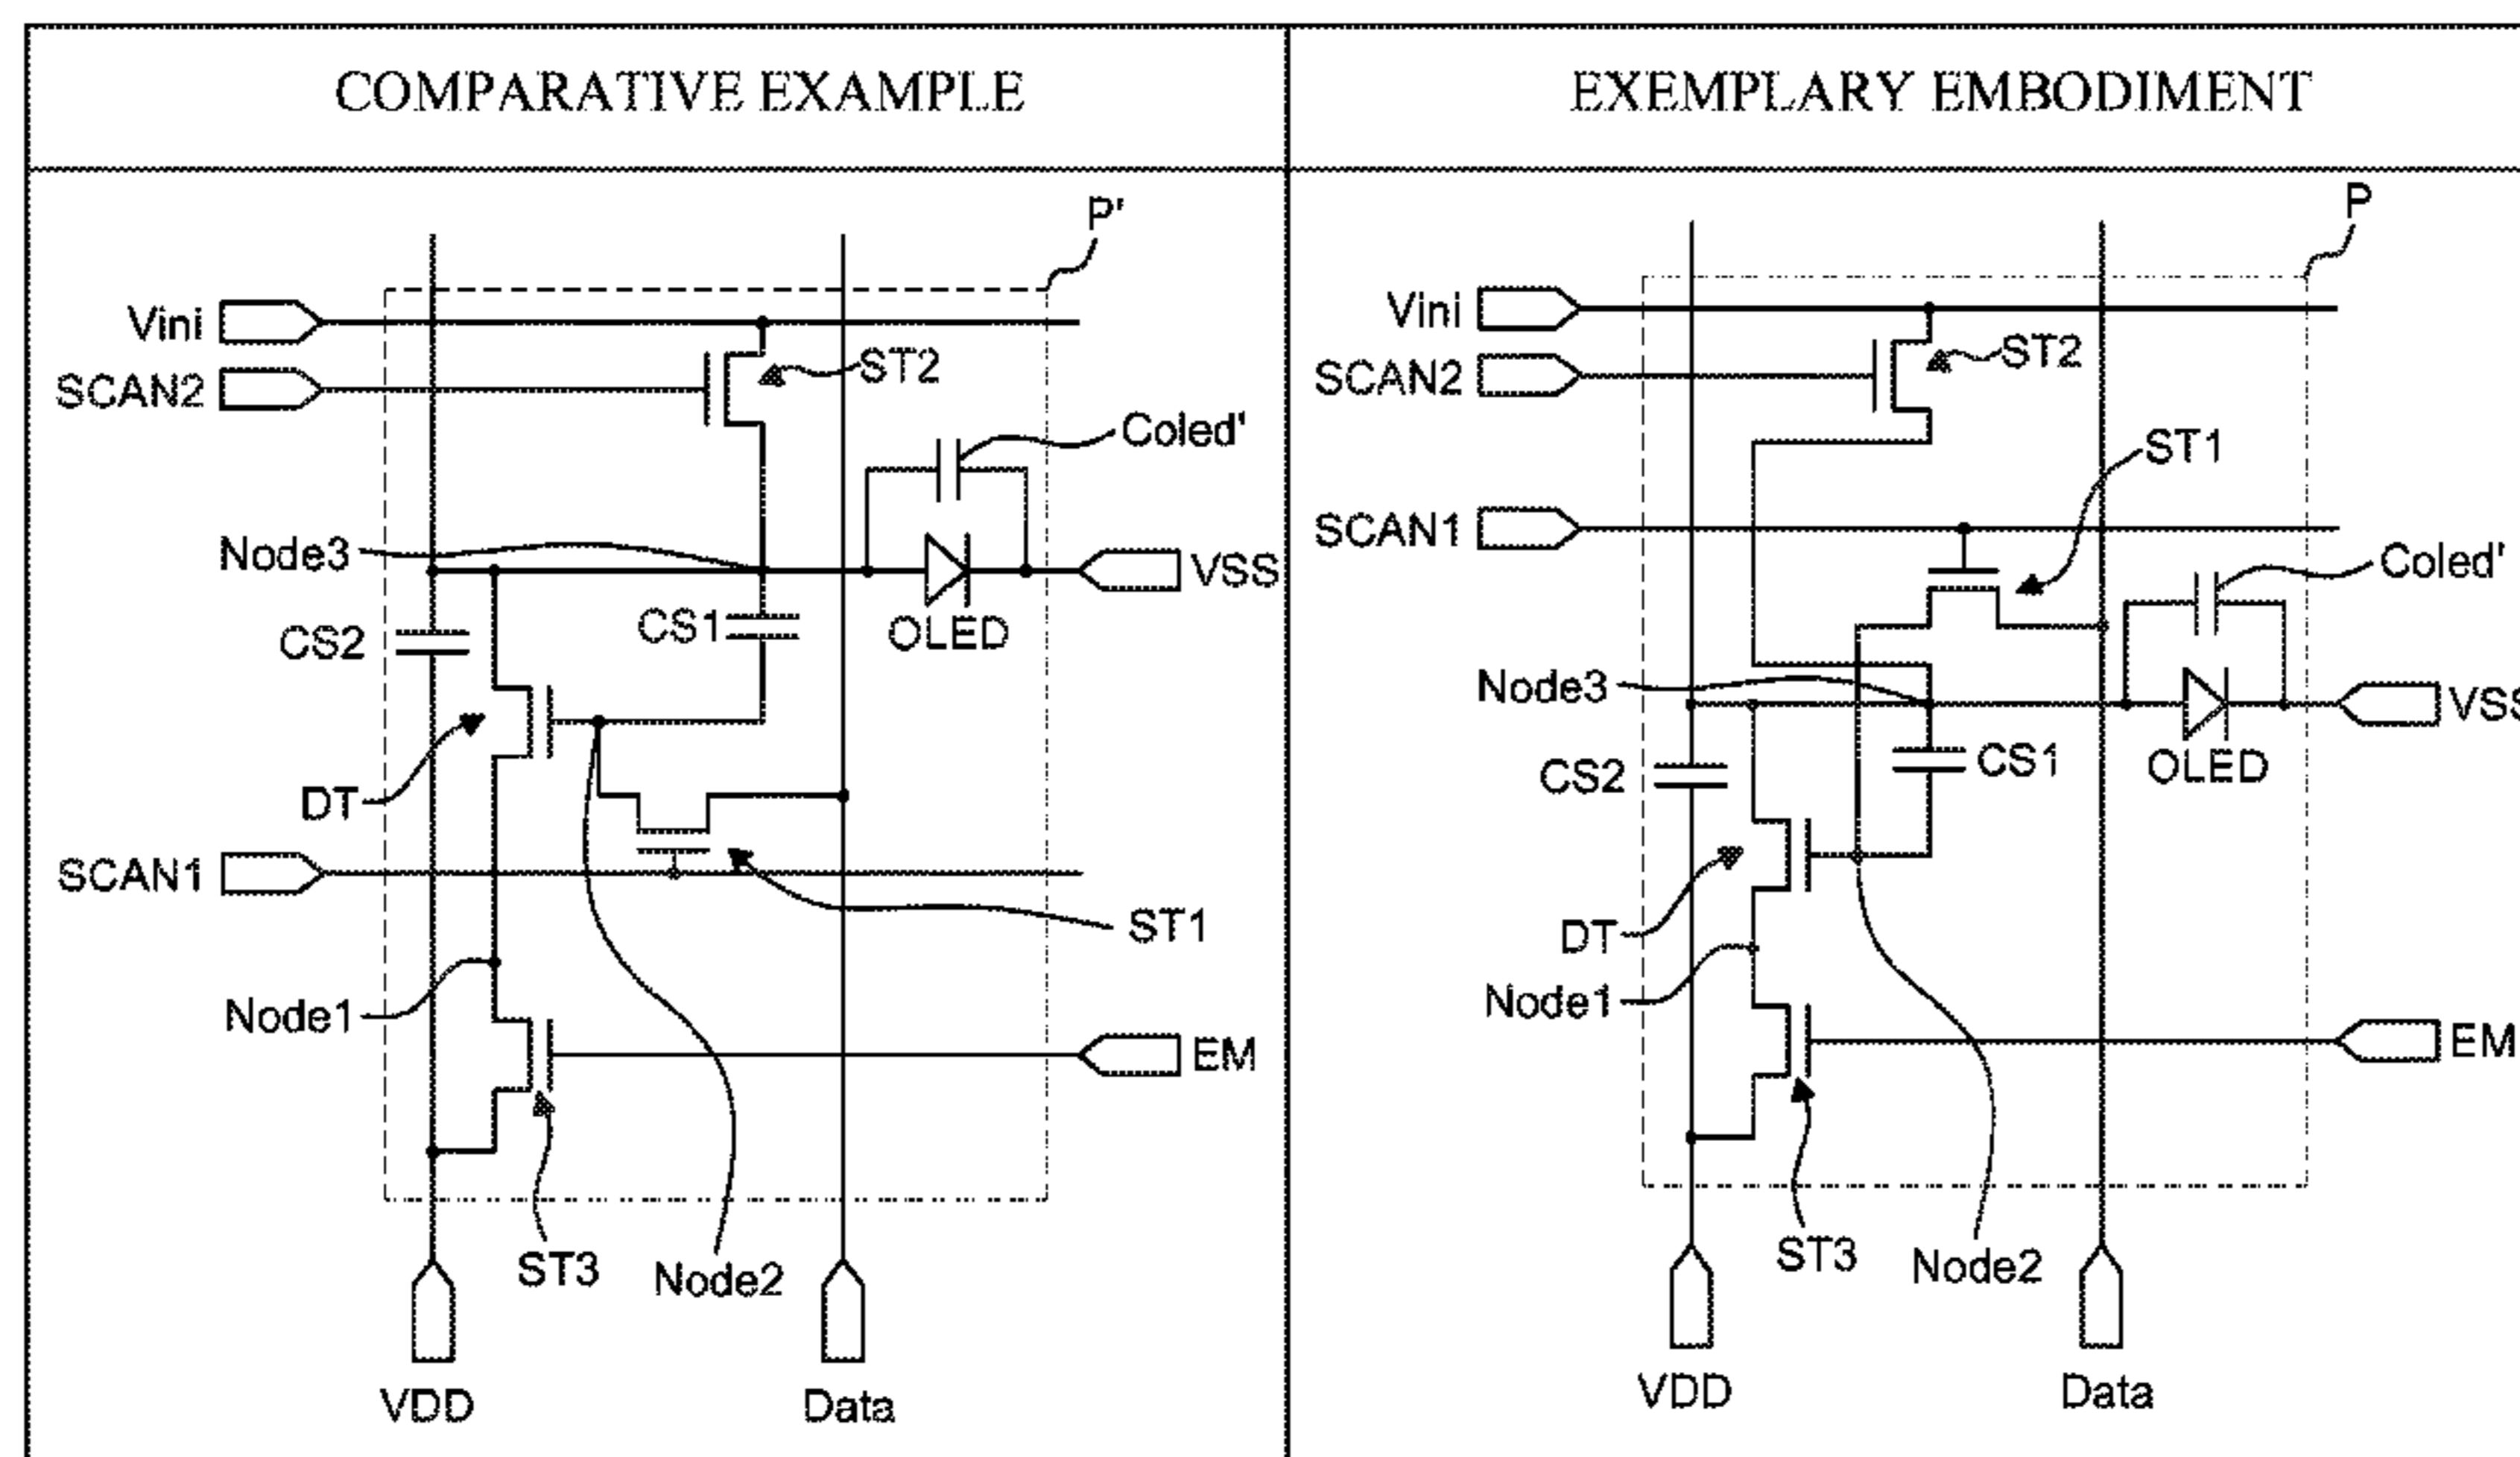 COMPARATIVE EXAMPLE
EXEMPLARY EMBODIMENT
P'
Vini
ST2
SCAN2
Coled'
Node3
VSS
CS1
CS2
OLED
DT
SCAN1
ST1
Node1
EM
ST3
Node2
VDD
Data
P
Vini
ST2
SCAN2
ST1
SCAN1
Coled'
Node3
VSS
CS1
CS2
OLED
DT
Node1
EM
ST3
Node2
VDD
Data